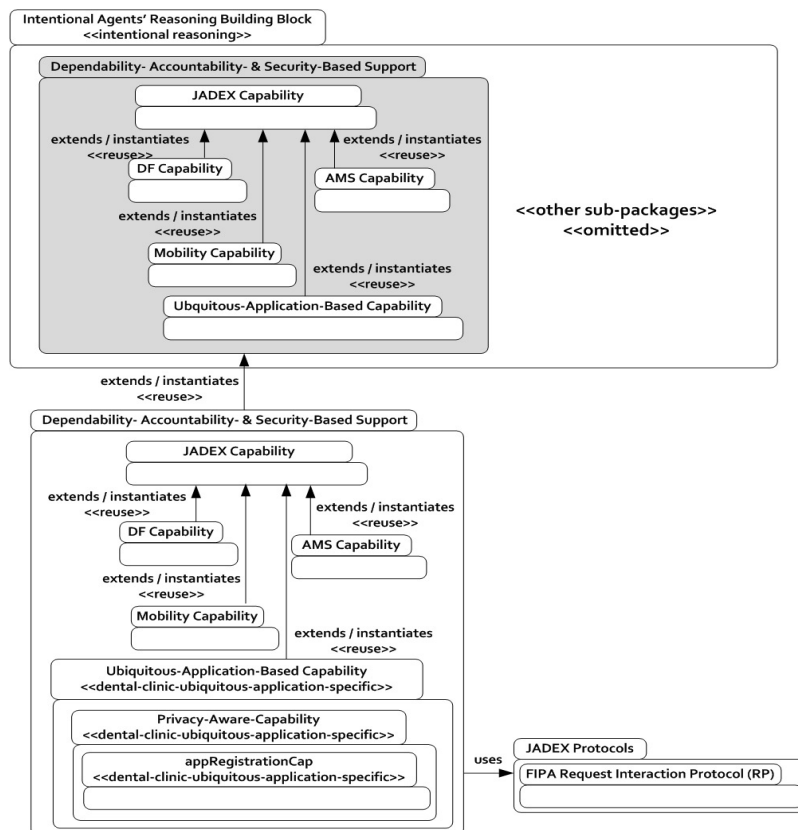 Intentional Agents' Reasoning Building Block
<<intentional reasoning>>
Dependability- Accountability- & Security-Based Support
JADEX Capability
extends / instantiates
<<reuse>>
DF Capability
extends / instantiates
<<reuse>>
AMS Capability
extends / instantiates
<<reuse>>
Mobility Capability
extends / instantiates
<<reuse>>
Ubquitous-Application-Based Capability
<<other sub-packages>>
<<omitted>>
extends / instantiates
<<reuse>>
Dependability- Accountability- & Security-Based Support
JADEX Capability
extends / instantiates
<<reuse>>
DF Capability
extends / instantiates
<<reuse>>
AMS Capability
extends / instantiates
<<reuse>>
Mobility Capability
extends / instantiates
<<reuse>>
Ubiquitous-Application-Based Capability
<<dental-clinic-ubiquitous-application-specific>>
Privacy-Aware-Capability
<<dental-clinic-ubiquitous-application-specific>>
appRegistrationCap
<<dental-clinic-ubiquitous-application-specific>>
uses
JADEX Protocols
FIPA Request Interaction Protocol (RP)